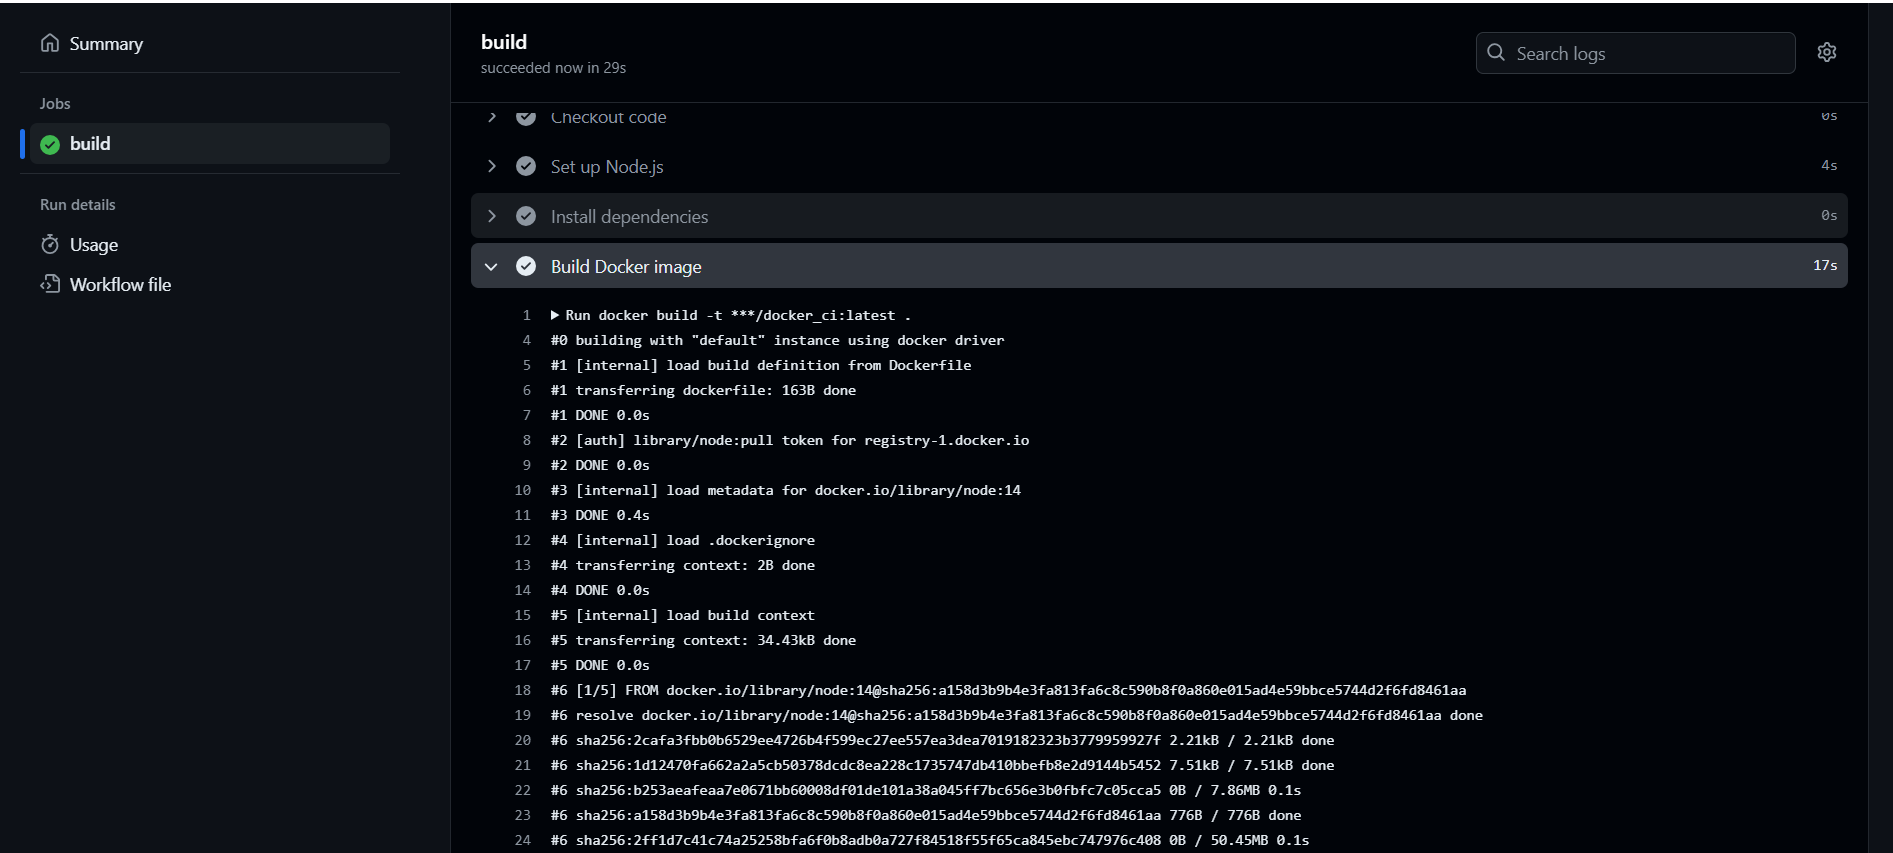 Summary
Jobs
build
Run details
Usage
Workflow file
build
succeeded now in 29s
Search logs
Checkout code 0s
Set up Node.js 4s
Install dependencies 0s
Build Docker image 17s
1 Run docker build -t ***/docker_ci:latest .
4 #0 building with "default" instance using docker driver
5 #1 [internal] load build definition from Dockerfile
6 #1 transferring dockerfile: 163B done
7 #1 DONE 0.0s
8 #2 [auth] library/node:pull token for registry-1.docker.io
9 #2 DONE 0.0s
10 #3 [internal] load metadata for docker.io/library/node:14
11 #3 DONE 0.4s
12 #4 [internal] load .dockerignore
13 #4 transferring context: 2B done
14 #4 DONE 0.0s
15 #5 [internal] load build context
16 #5 transferring context: 34.43kB done
17 #5 DONE 0.0s
18 #6 [1/5] FROM docker.io/library/node:14@sha256:a158d3b9b4e3fa813fa6c8c590b8f0a860e015ad4e59bbce5744d2f6fd8461aa
19 #6 resolve docker.io/library/node:14@sha256:a158d3b9b4e3fa813fa6c8c590b8f0a860e015ad4e59bbce5744d2f6fd8461aa done
20 #6 sha256:2cafa3fbb0b6529ee4726b4f599ec27ee557ea3dea7019182323b3779959927f 2.21kB / 2.21kB done
21 #6 sha256:1d12470fa662a2a5cb50378dcdc8ea228c1735747db410bbefb8e2d9144b5452 7.51kB / 7.51kB done
22 #6 sha256:b253aeafeaa7e0671bb60008df01de101a38a045ff7bc656e3b0fbfc7c05cca5 0B / 7.86MB 0.1s
23 #6 sha256:a158d3b9b4e3fa813fa6c8c590b8f0a860e015ad4e59bbce5744d2f6fd8461aa 776B / 776B done
24 #6 sha256:2ff1d7c41c74a25258bfa6f0b8adb0a727f84518f55f65ca845ebc747976c408 0B / 50.45MB 0.1s